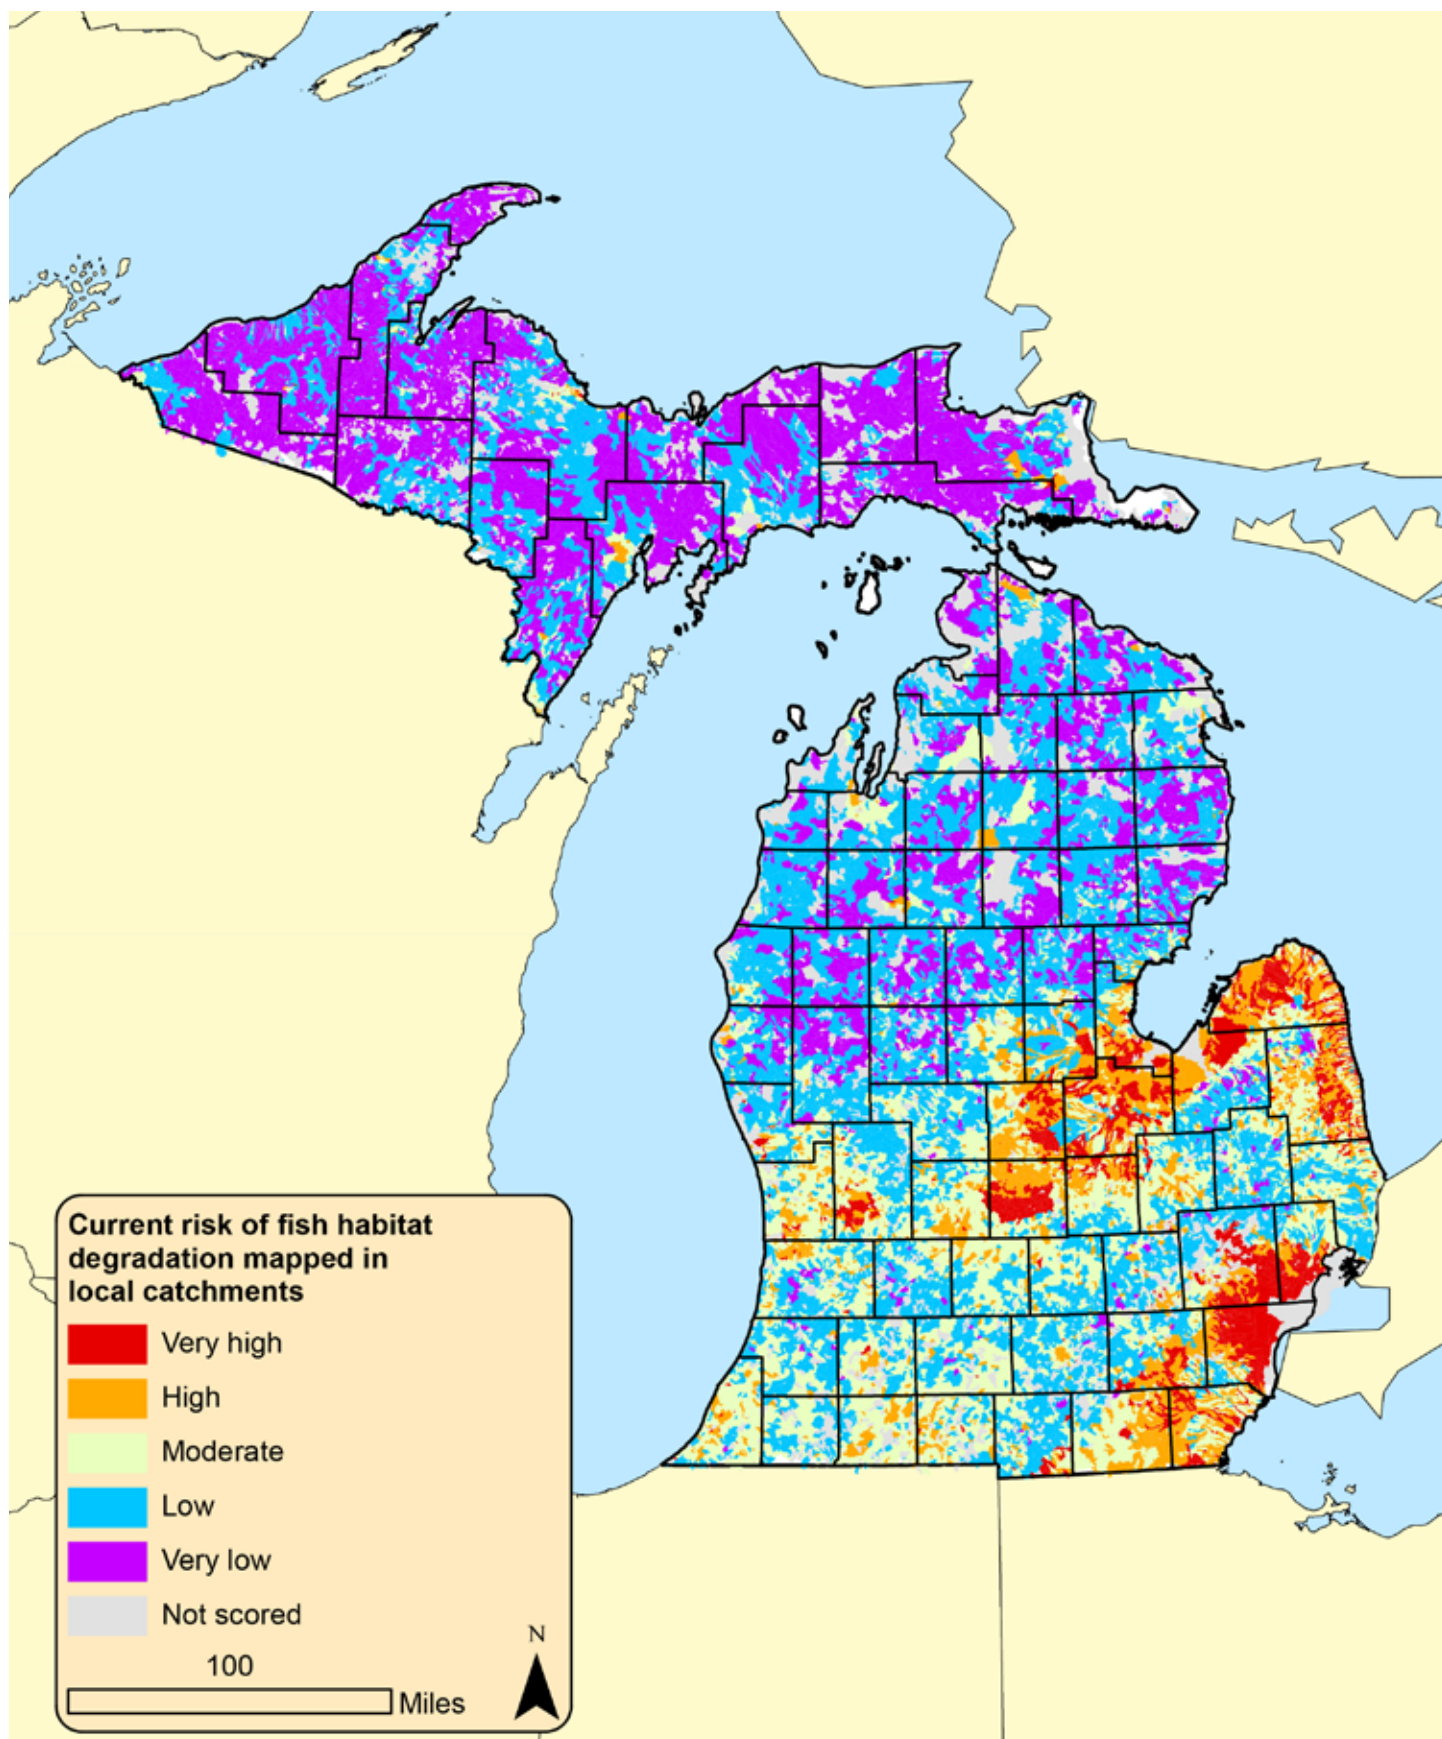 Current risk of fish habitat
degradation mapped in
local catchments
Very high
High
Moderate
Low
Very low
Not scored
N
100
Miles